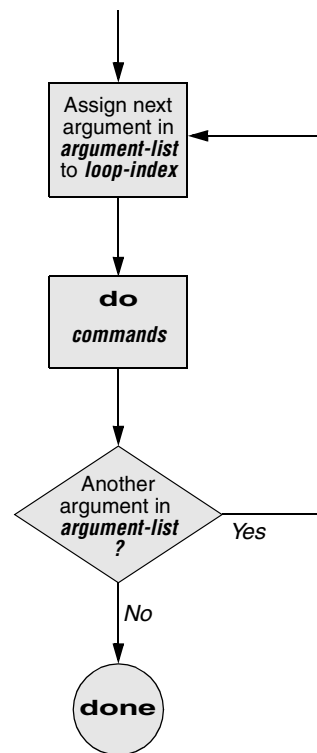 Assign next
argument in
argument-list
to loop-index
do
commands
Another
argument in
argument-list
?
Yes
No
done